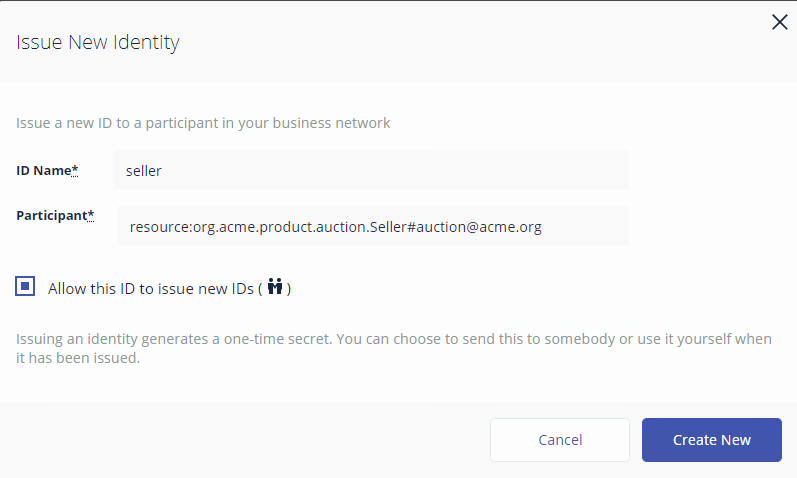 Issue New Identity
Issue a new ID to a participant in your business network
ID Name* seller
Participant* resource:org.acme.product.auction.Seller#auction@acme.org
Allow this ID to issue new IDs ( )
Issuing an identity generates a one-time secret. You can choose to send this to somebody or use it yourself when
it has been issued.
Cancel Create New